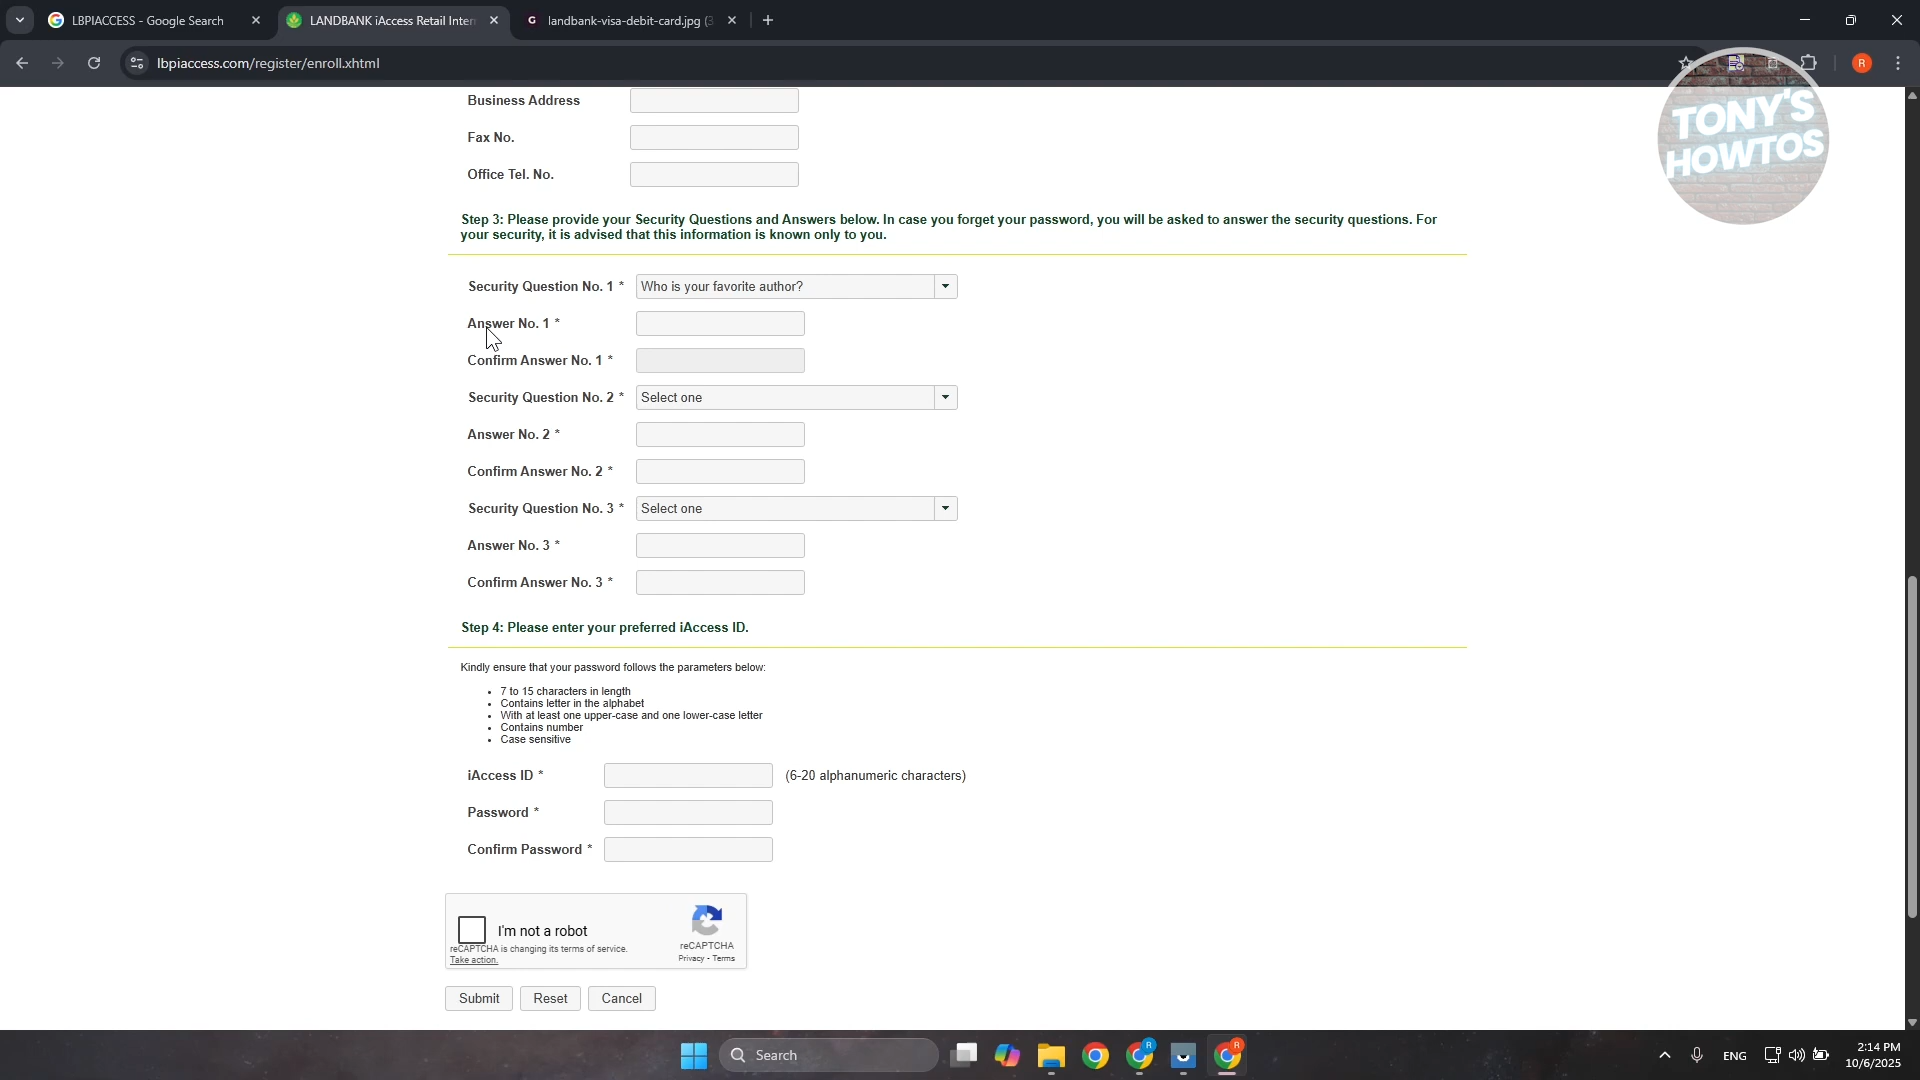 LBPIACCESS - Google Search
LANDBANK iAccess Retail Inter
landbank-visa-debit-card.jpg (3
lbpiaccess.com/register/enroll.xhtml
R
TONY'S
HOWTOS
Business Address
Fax No.
Office Tel. No.
Step 3: Please provide your Security Questions and Answers below. In case you forget your password, you will be asked to answer the security questions. For
your security, it is advised that this information is known only to you.
Security Question No. 1 * Who is your favorite author?
Answer No. 1 *
Confirm Answer No. 1 *
Security Question No. 2 * Select one
Answer No. 2 *
Confirm Answer No. 2 *
Security Question No. 3 * Select one
Answer No. 3 *
Confirm Answer No. 3 *
Step 4: Please enter your preferred iAccess ID.
Kindly ensure that your password follows the parameters below:
• 7 to 15 characters in length
• Contains letter in the alphabet
• With at least one upper-case and one lower-case letter
• Contains number
• Case sensitive
iAccess ID * (6-20 alphanumeric characters)
Password *
Confirm Password *
I'm not a robot
reCAPTCHA is changing its terms of service.
Take action.
reCAPTCHA
Privacy - Terms
Submit Reset Cancel
Search
R
R
ENG
2:14 PM
10/6/2025